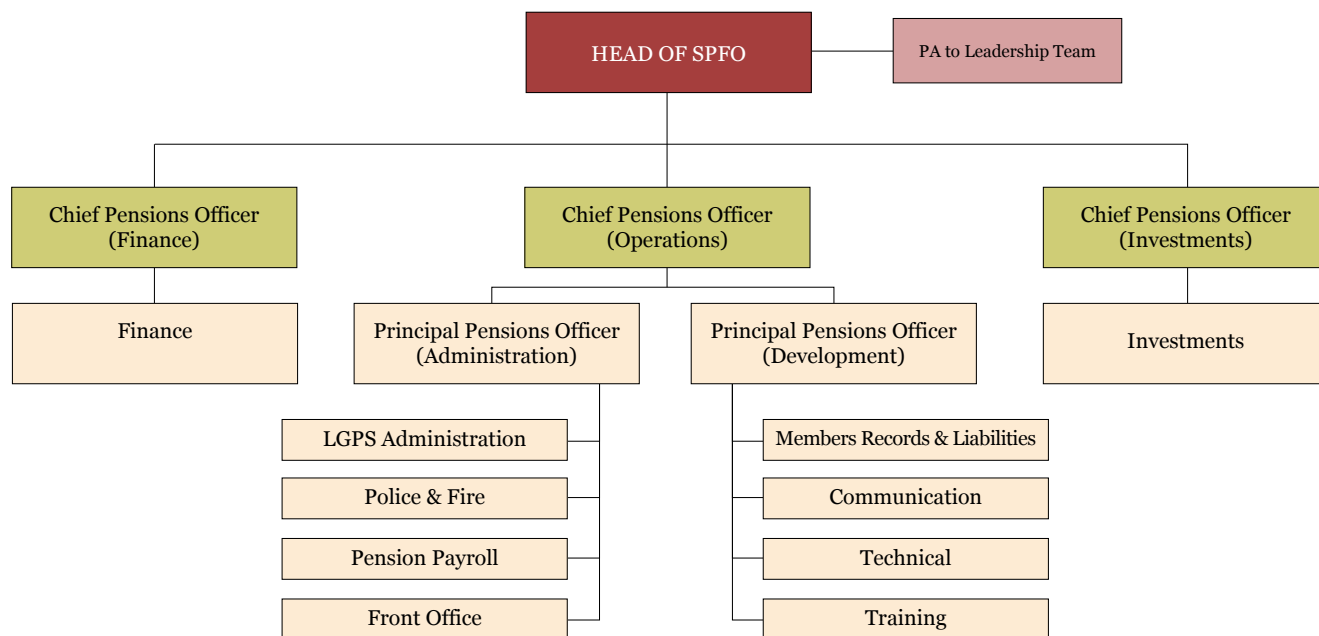 HEAD OF SPFO
PA to Leadership Team
Chief Pensions Officer
(Finance)
Chief Pensions Officer
(Operations)
Chief Pensions Officer
(Investments)
Finance
Principal Pensions Officer
(Administration)
Principal Pensions Officer
(Development)
Investments
LGPS Administration
Police & Fire
Pension Payroll
Front Office
Members Records & Liabilities
Communication
Technical
Training